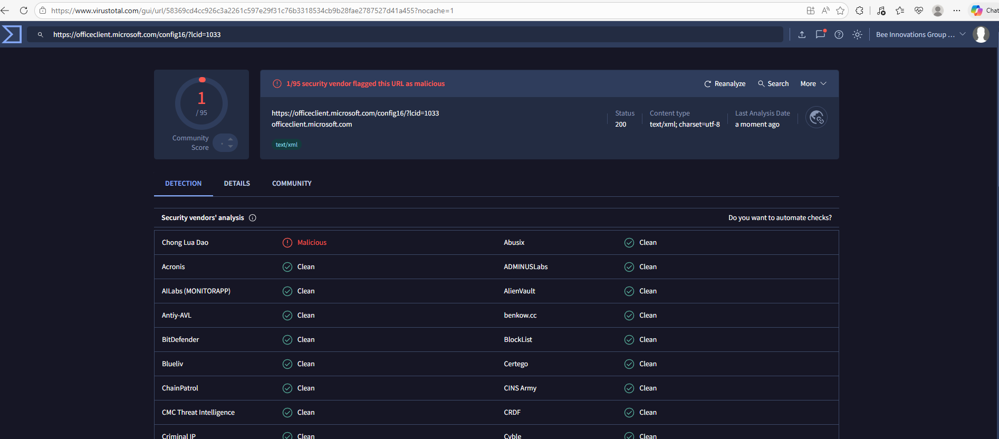 https://www.virustotal.com/gui/url/58369cd4cc926c3a2261c597e29f31c76b3318534cb9b28fae2787527d41a455?nocache=1
Chat
https://officeclient.microsoft.com/config16/?lcid=1033
Bee Innovations Group ...
1
/ 95
Community
Score
1/95 security vendor flagged this URL as malicious
Reanalyze
Search
More
https://officeclient.microsoft.com/config16/?lcid=1033
officeclient.microsoft.com
text/xml
Status
200
Content type
text/xml; charset=utf-8
Last Analysis Date
a moment ago
DETECTION
DETAILS
COMMUNITY
Security vendors' analysis
Do you want to automate checks?
Chong Lua Dao Malicious Abusix Clean
Acronis Clean ADMINUSLabs Clean
AILabs (MONITORAPP) Clean AlienVault Clean
Antiy-AVL Clean benkow.cc Clean
BitDefender Clean BlockList Clean
Blueliv Clean Certego Clean
ChainPatrol Clean CINS Army Clean
CMC Threat Intelligence Clean CRDF Clean
Criminal IP Clean Cyble Clean